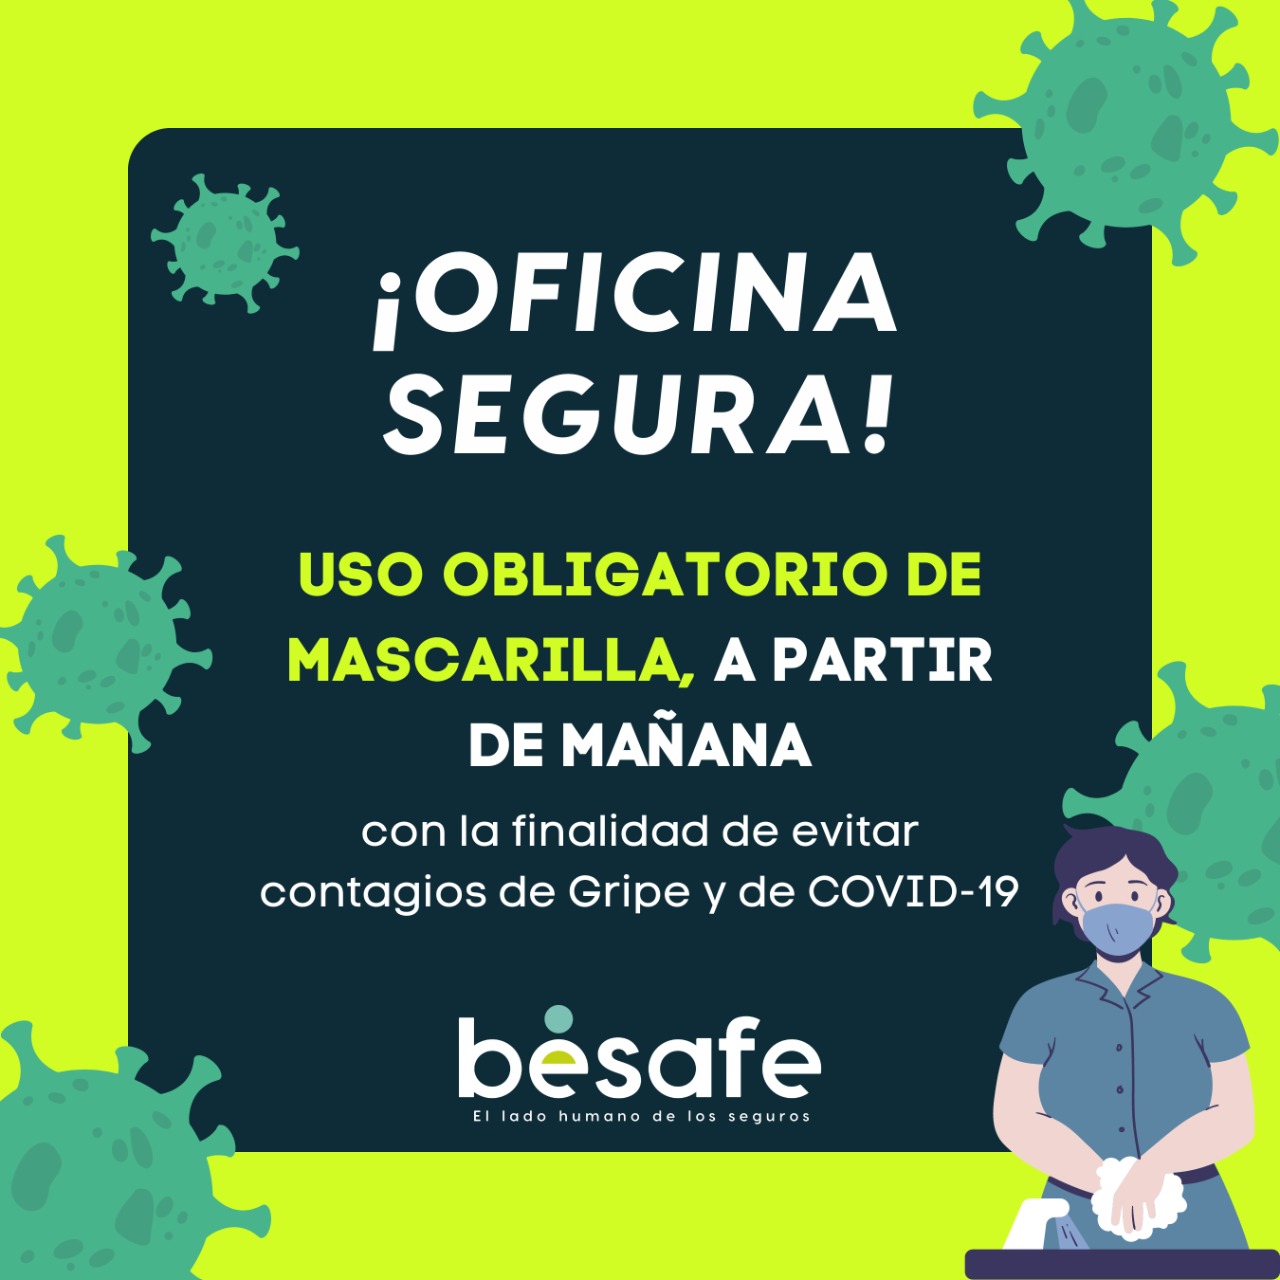 ¡OFICINA
SEGURA!
USO OBLIGATORIO DE
MASCARILLA, A PARTIR
DE MAÑANA
con la finalidad de evitar
contagios de Gripe y de COVID-19
besafe
El lado humano de los seguros